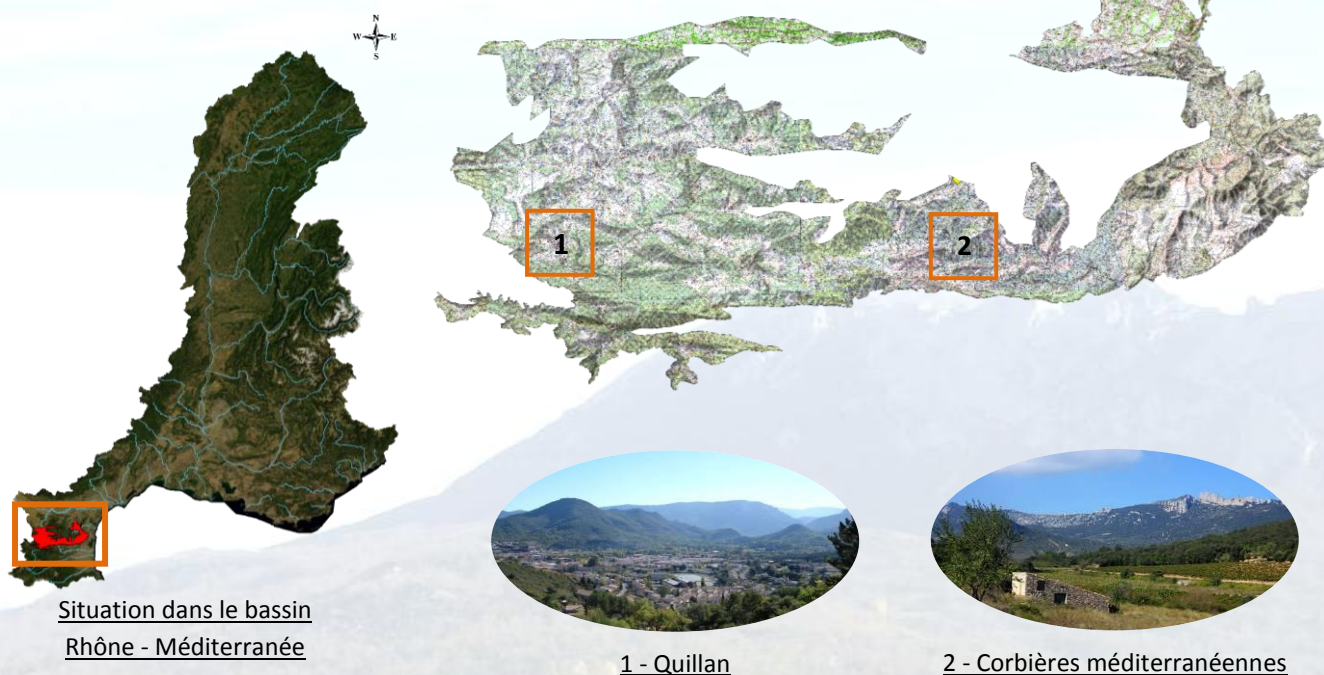 N
W E
S
1
2
Situation dans le bassin
Rhône - Méditerranée
1 - Quillan
2 - Corbières méditerranéennes